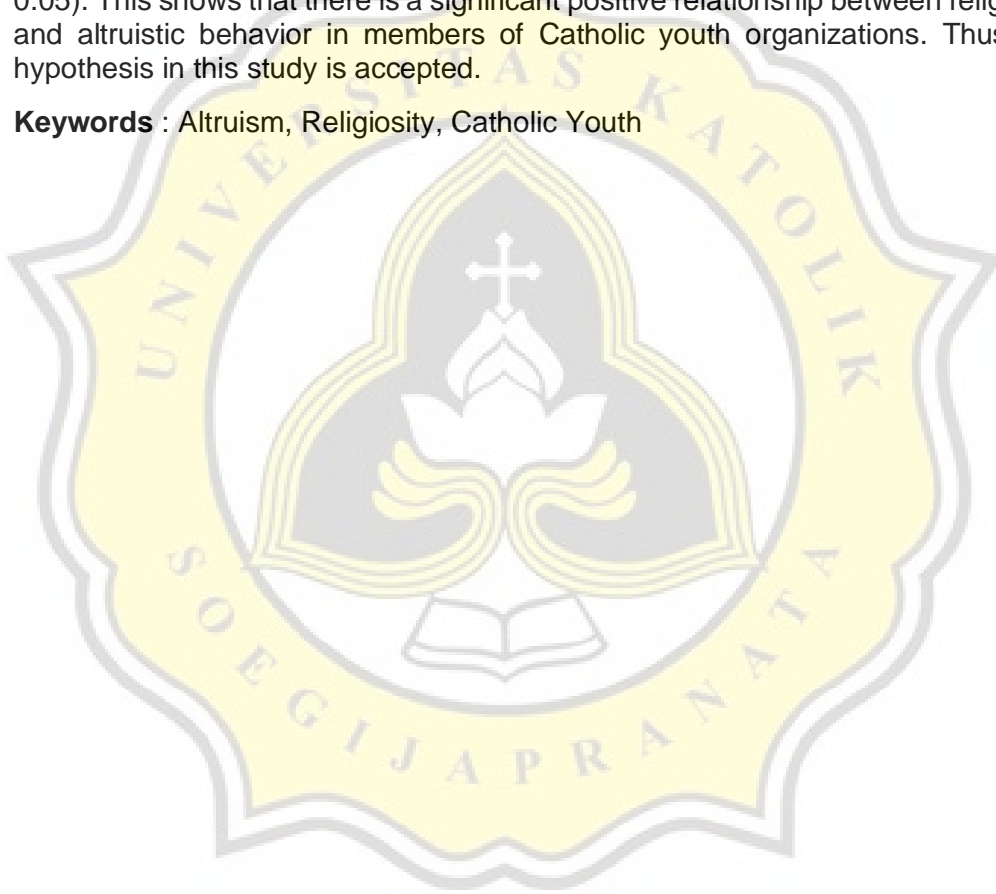 0.05). This shows that there is a significant positive relationship between
and altruistic behavior in members of Catholic youth organizations.
hypothesis in this study is accepted.
Keywords : Altruism, Religiosity, Catholic Youth
UNIVERSITAS KATOLIK
SOEGIJAPRANATA